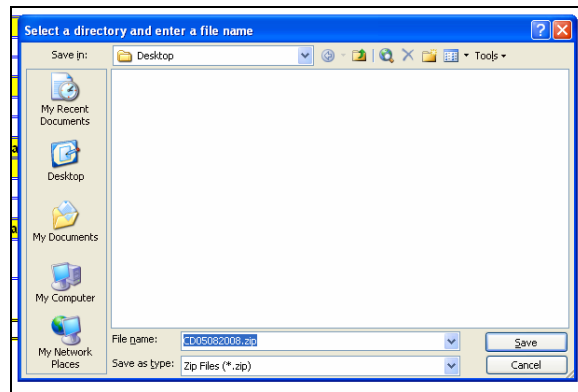 Select a directory and enter a file name
Save in:
Desktop
Tools
My Recent
Documents
Desktop
My Documents
My Computer
My Network
Places
File name:
CD05082008.zip
Save
Save as type:
Zip Files (*.zip)
Cancel